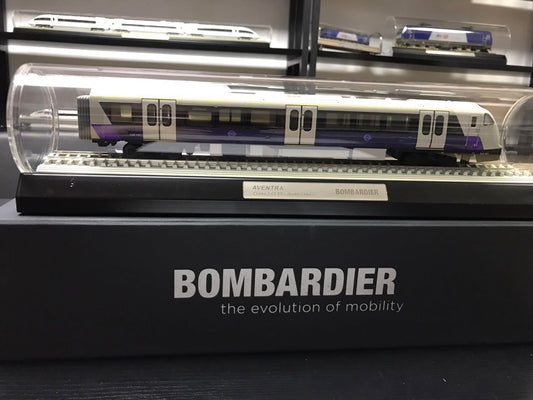 AVENTRA
BOMBARDIER
BOMBARDIER
the evolution of mobility